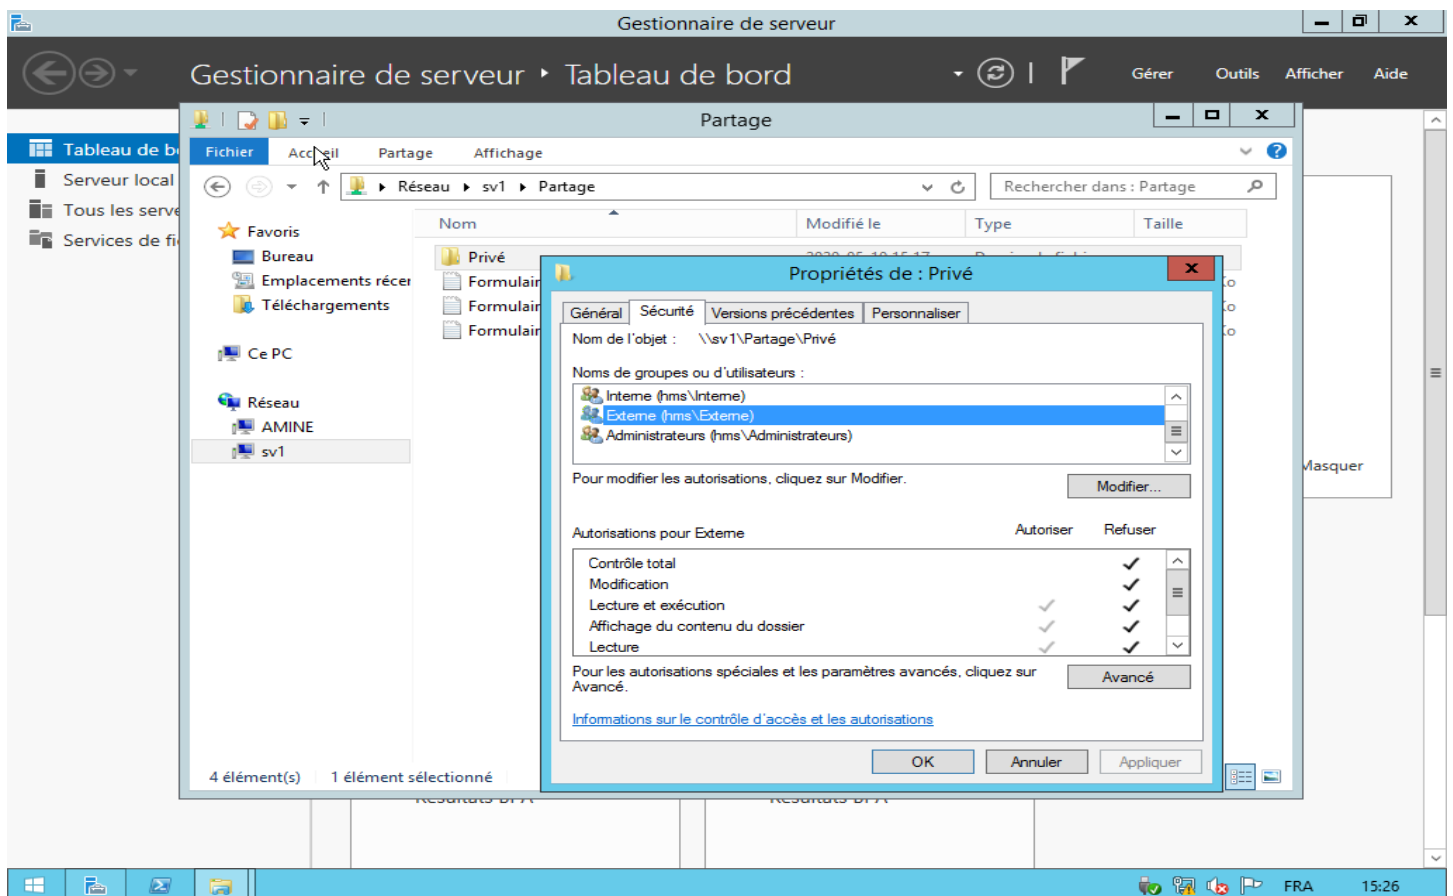 Gestionnaire de serveur
Gestionnaire de serveur Tableau de bord
Gérer Outils Afficher Aide
Partage
Tableau de b
Serveur local
Tous les serve
Services de fi
Fichier Accueil Partage Affichage
Réseau sv1 Partage
Rechercher dans : Partage
Favoris
Bureau
Emplacements récer
Téléchargements
Ce PC
Réseau
AMINE
sv1
Nom Modifié le Type Taille
Privé
Formulair
Formulair
Formulair
Propriétés de : Privé
Général Sécurité Versions précédentes Personnaliser
Nom de l'objet : \\sv1\Partage\Privé
Noms de groupes ou d'utilisateurs :
Interne (hms\Interne)
Externe (hms\Externe)
Administrateurs (hms\Administrateurs)
Pour modifier les autorisations, cliquez sur Modifier.
Modifier...
Autorisations pour Externe Autoriser Refuser
Contrôle total
Modification
Lecture et exécution
Affichage du contenu du dossier
Lecture
Pour les autorisations spéciales et les paramètres avancés, cliquez sur
Avancé.
Avancé
Informations sur le contrôle d'accès et les autorisations
OK Annuler Appliquer
Masquer
4 élément(s) 1 élément sélectionné
Résultats BPA
Résultats BPA
FRA 15:26